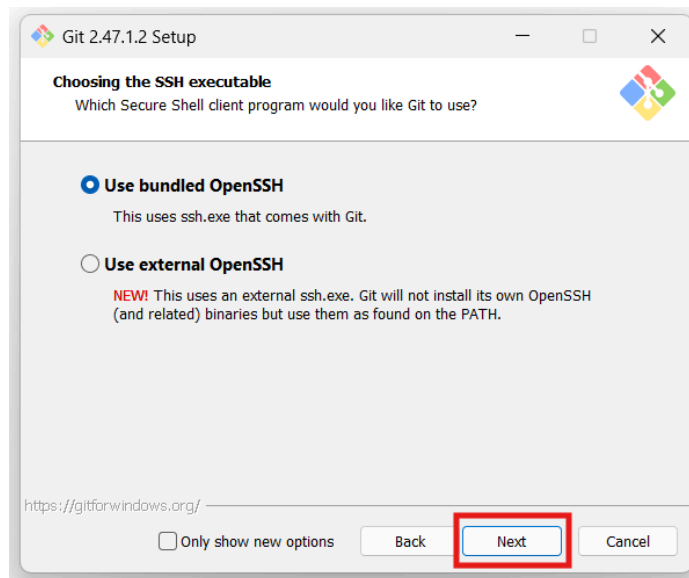 Git 2.47.1.2 Setup
Choosing the SSH executable
Which Secure Shell client program would you like Git to use?
Use bundled OpenSSH
This uses ssh.exe that comes with Git.
Use external OpenSSH
NEW! This uses an external ssh.exe. Git will not install its own OpenSSH
(and related) binaries but use them as found on the PATH.
https://gitforwindows.org/
Only show new options Back Next Cancel